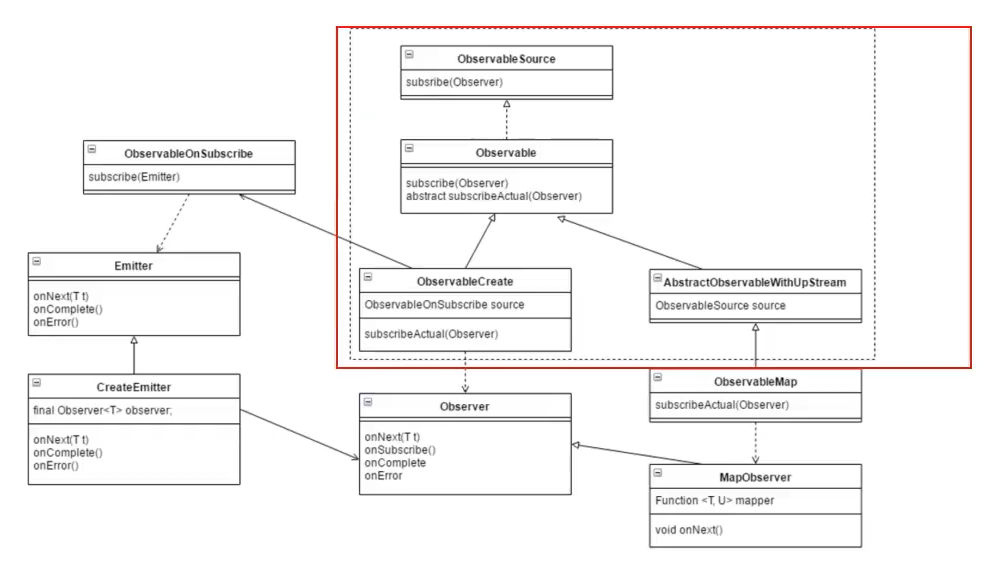 ObservableSource
subsribe(Observer)
Observable
subscribe(Observer)
abstract subscribeActual(Observer)
ObservableOnSubscribe
subscribe(Emitter)
Emitter
onNext(T t)
onComplete()
onError()
ObservableCreate
ObservableOnSubscribe source
subscribeActual(Observer)
AbstractObservableWithUpStream
ObservableSource source
CreateEmitter
final Observer<T> observer;
onNext(T t)
onComplete()
onError()
Observer
onNext(T t)
onSubscribe()
onComplete
onError
ObservableMap
subscribeActual(Observer)
MapObserver
Function <T, U> mapper
void onNext()